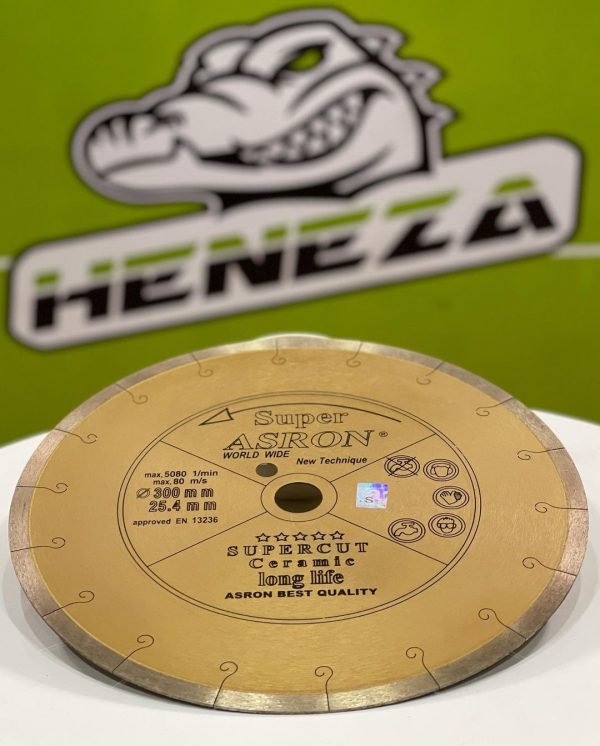 HENEZA
Super
ASRON®
WORLD WIDE
New Technique
max. 5080 1/min
max. 80 m/s
Ø 300 mm
25.4 mm
approved EN 13236
S
☆☆☆☆☆
SUPERCUT
Ceramic
long life
ASRON BEST QUALITY